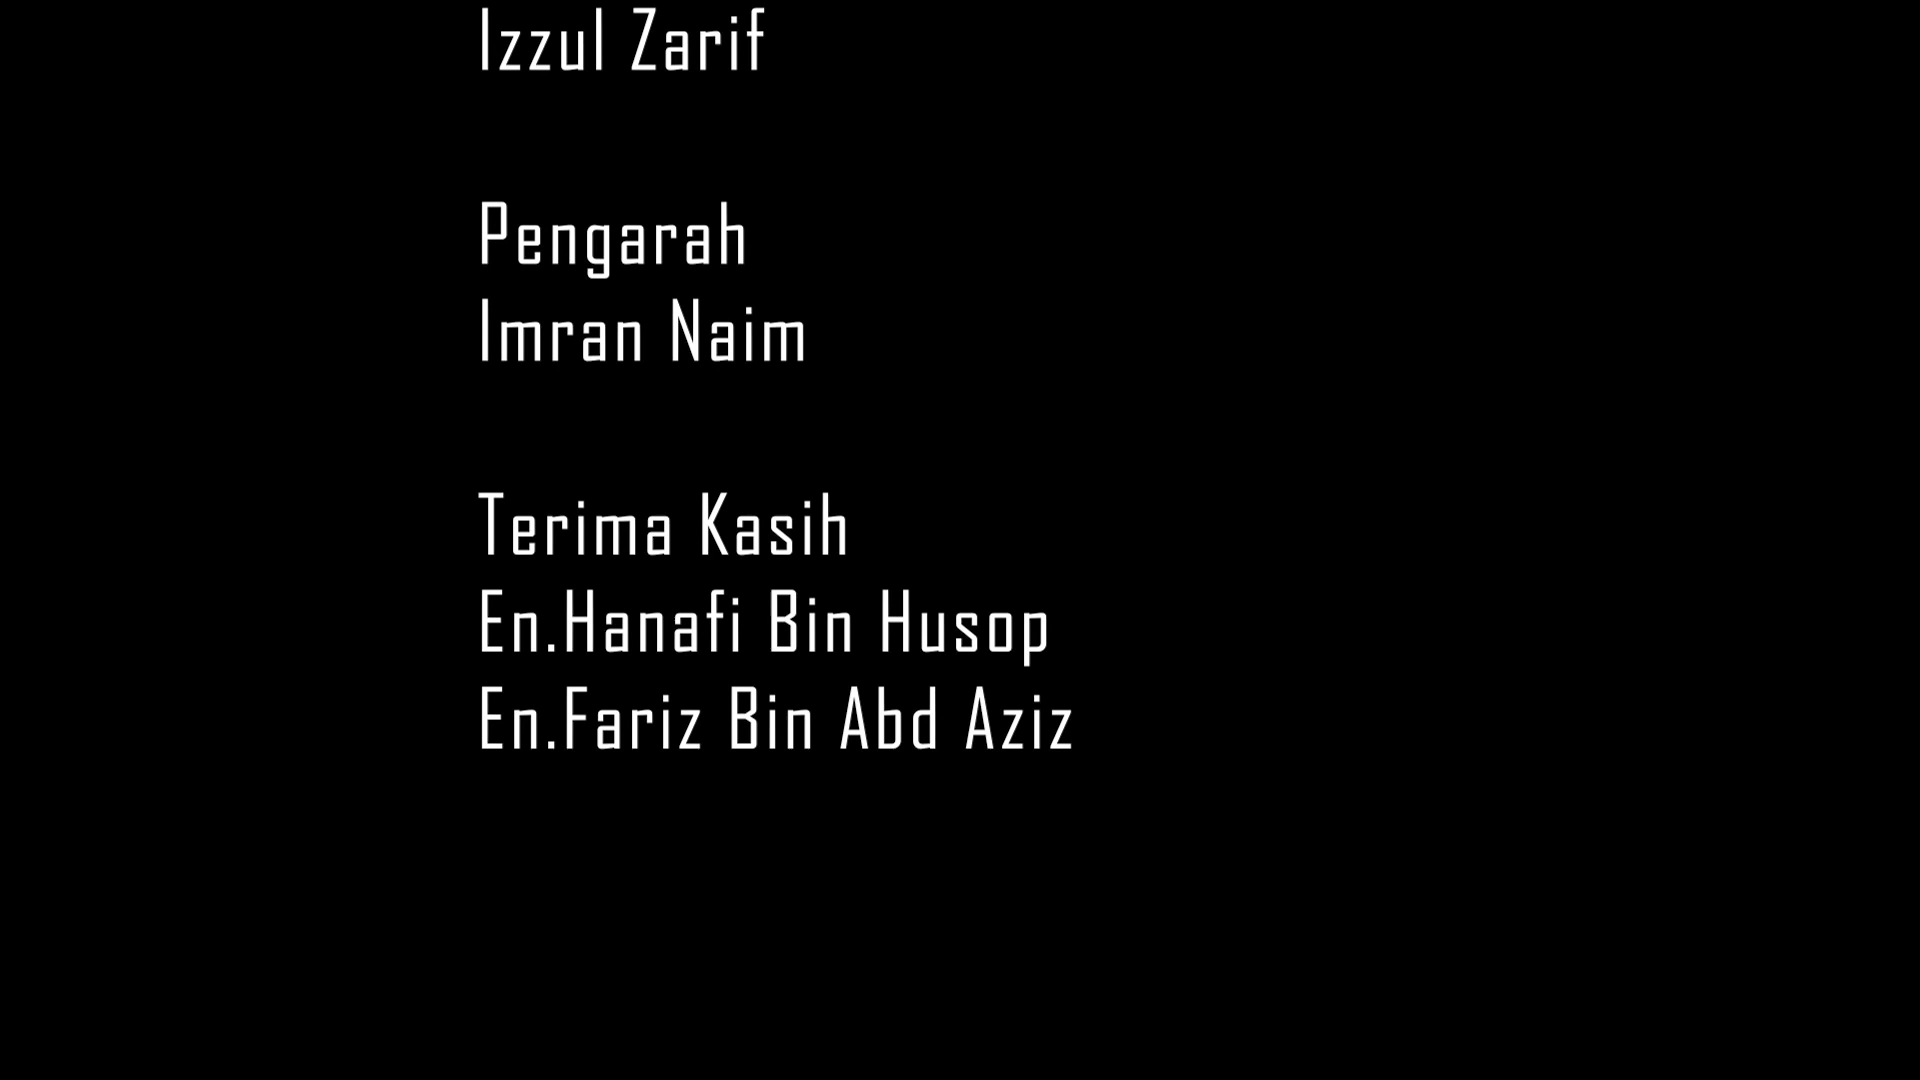 Izzul Zarif
Pengarah
Imran Naim
Terima Kasih
En.Hanafi Bin Husop
En.Fariz Bin Abd Aziz